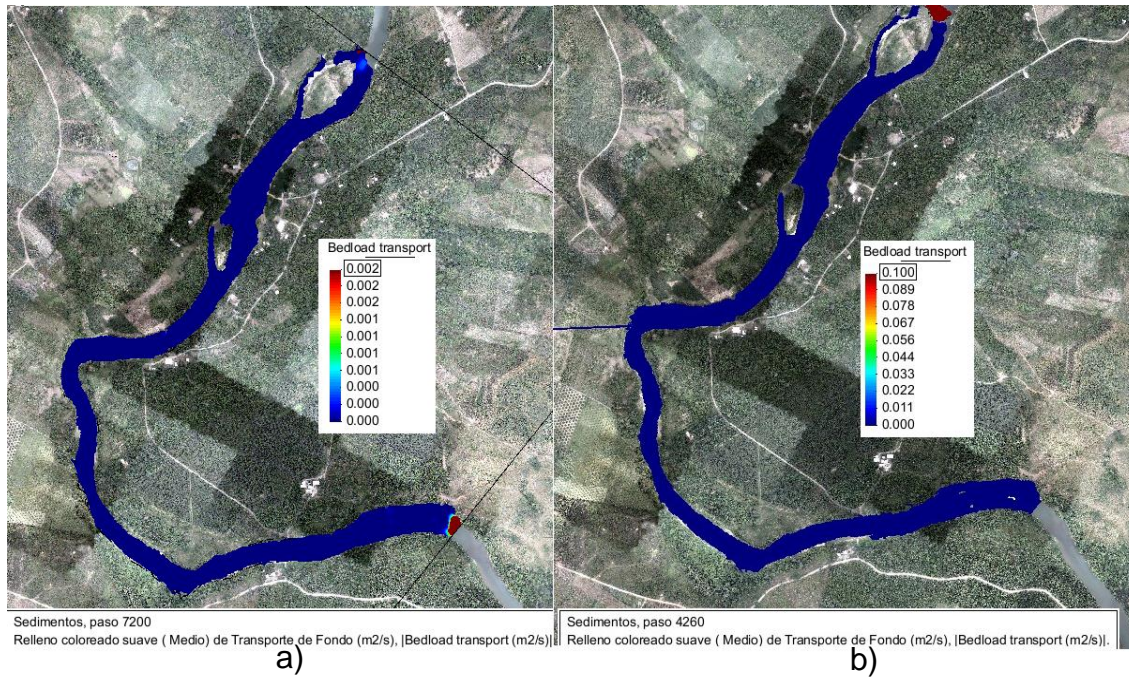 Bedload transport
0.002
0.002
0.002
0.001
0.001
0.001
0.001
0.000
0.000
0.000
Sedimentos, paso 7200
Relleno coloreado suave ( Medio) de Transporte de Fondo (m2/s), |Bedload transport (m2/s)|
a)
Bedload transport
0.100
0.089
0.078
0.067
0.056
0.044
0.033
0.022
0.011
0.000
Sedimentos, paso 4260
Relleno coloreado suave ( Medio) de Transporte de Fondo (m2/s), |Bedload transport (m2/s)|.
b)